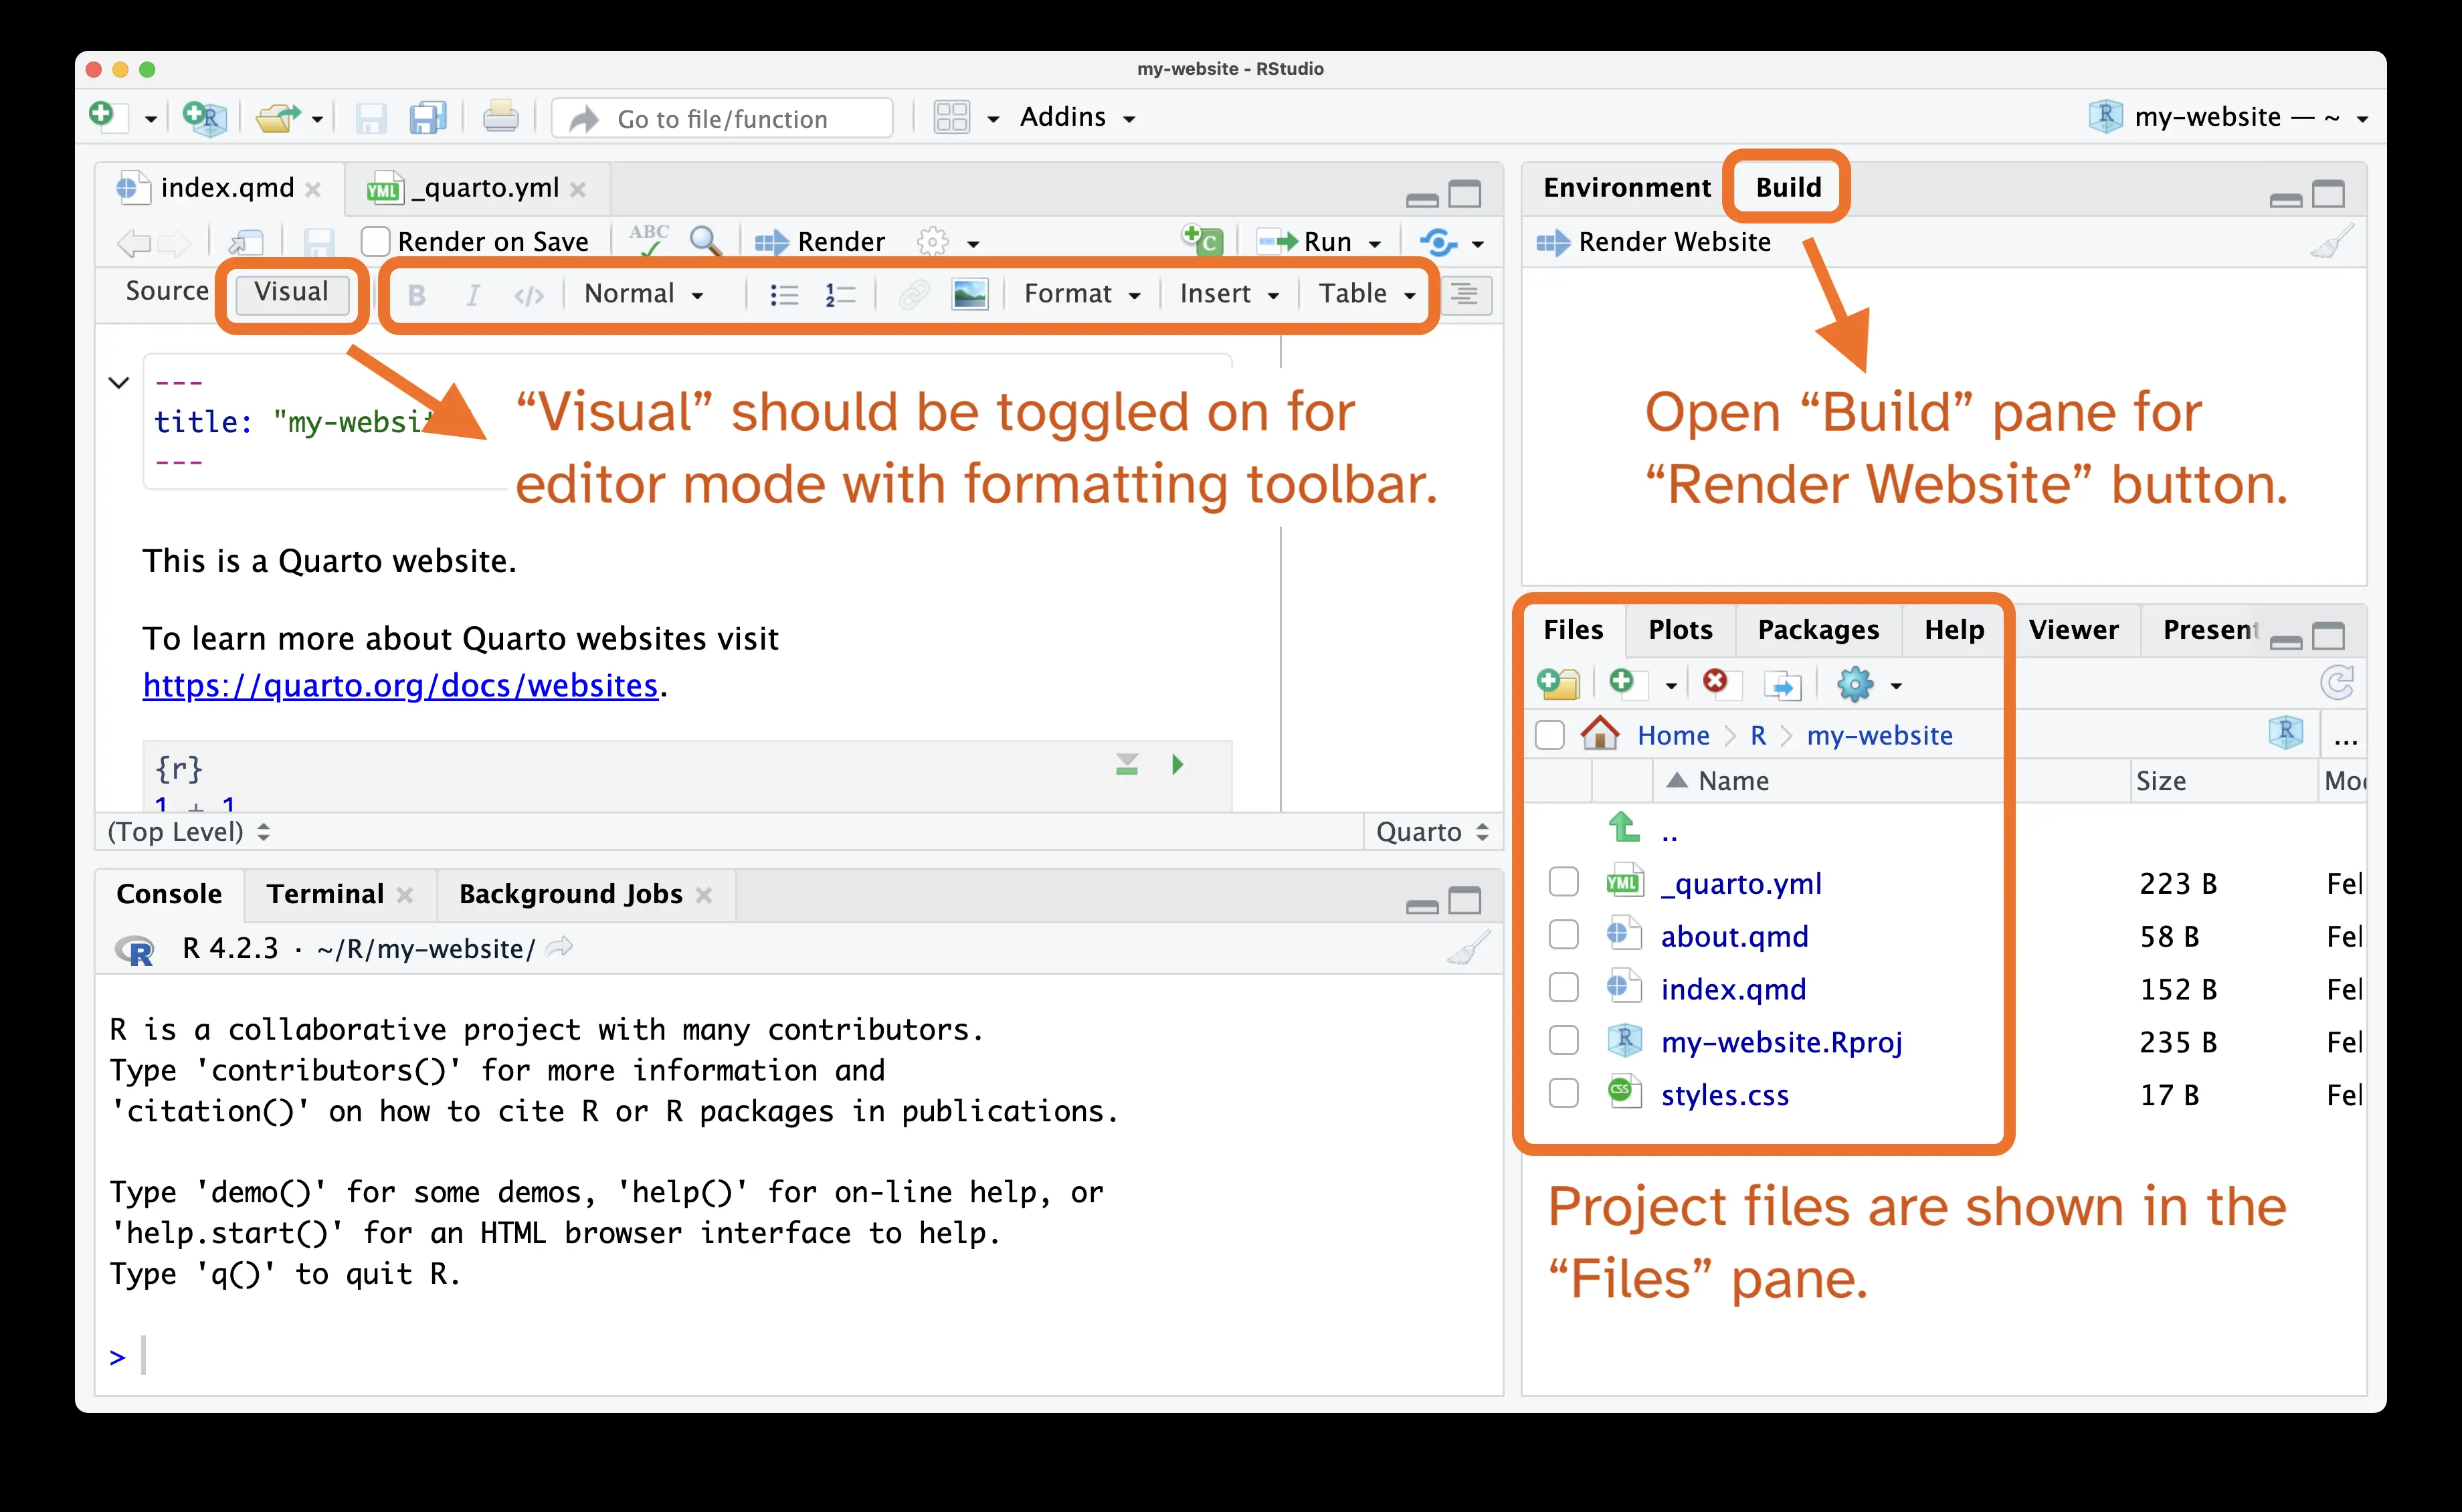 my-website - RStudio
Go to file/function
Addins
my-website — ~
index.qmd
_quarto.yml
Render on Save
ABC
Render
Run
Source
Visual
B I </> Normal
Format
Insert
Table
---
title: "my-websit
---
“Visual” should be toggled on for
editor mode with formatting toolbar.
This is a Quarto website.
To learn more about Quarto websites visit
https://quarto.org/docs/websites.
{r}
1 + 1
(Top Level)
Quarto
Environment
Build
Render Website
Open “Build” pane for
“Render Website” button.
Console
Terminal
Background Jobs
R 4.2.3 · ~/R/my-website/
R is a collaborative project with many contributors.
Type 'contributors()' for more information and
'citation()' on how to cite R or R packages in publications.
Type 'demo()' for some demos, 'help()' for on-line help, or
'help.start()' for an HTML browser interface to help.
Type 'q()' to quit R.
>
Files
Plots
Packages
Help
Viewer
Present
Home > R > my-website
...
Name
Size
Mod
..
_quarto.yml 223 B Fel
about.qmd 58 B Fel
index.qmd 152 B Fel
my-website.Rproj 235 B Fel
styles.css 17 B Fel
Project files are shown in the
“Files” pane.